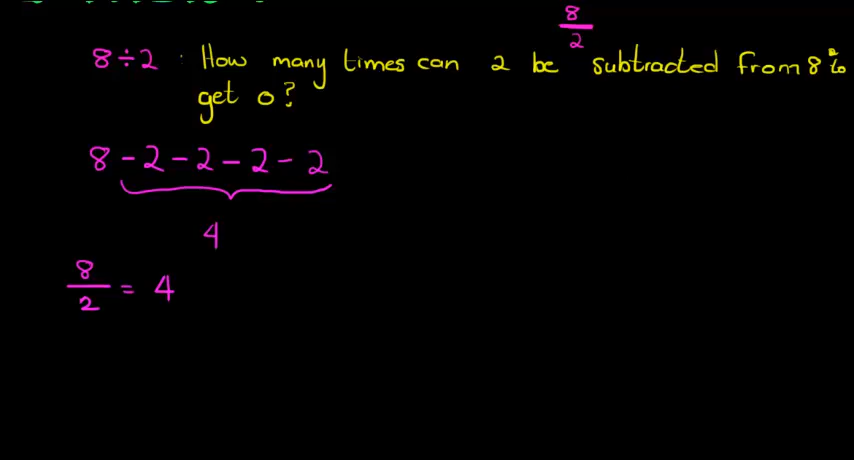 8
2
8 ÷ 2 : How many times can 2 be subtracted from 8 to
get 0?
8 - 2 - 2 - 2 - 2
4
8
2 = 4